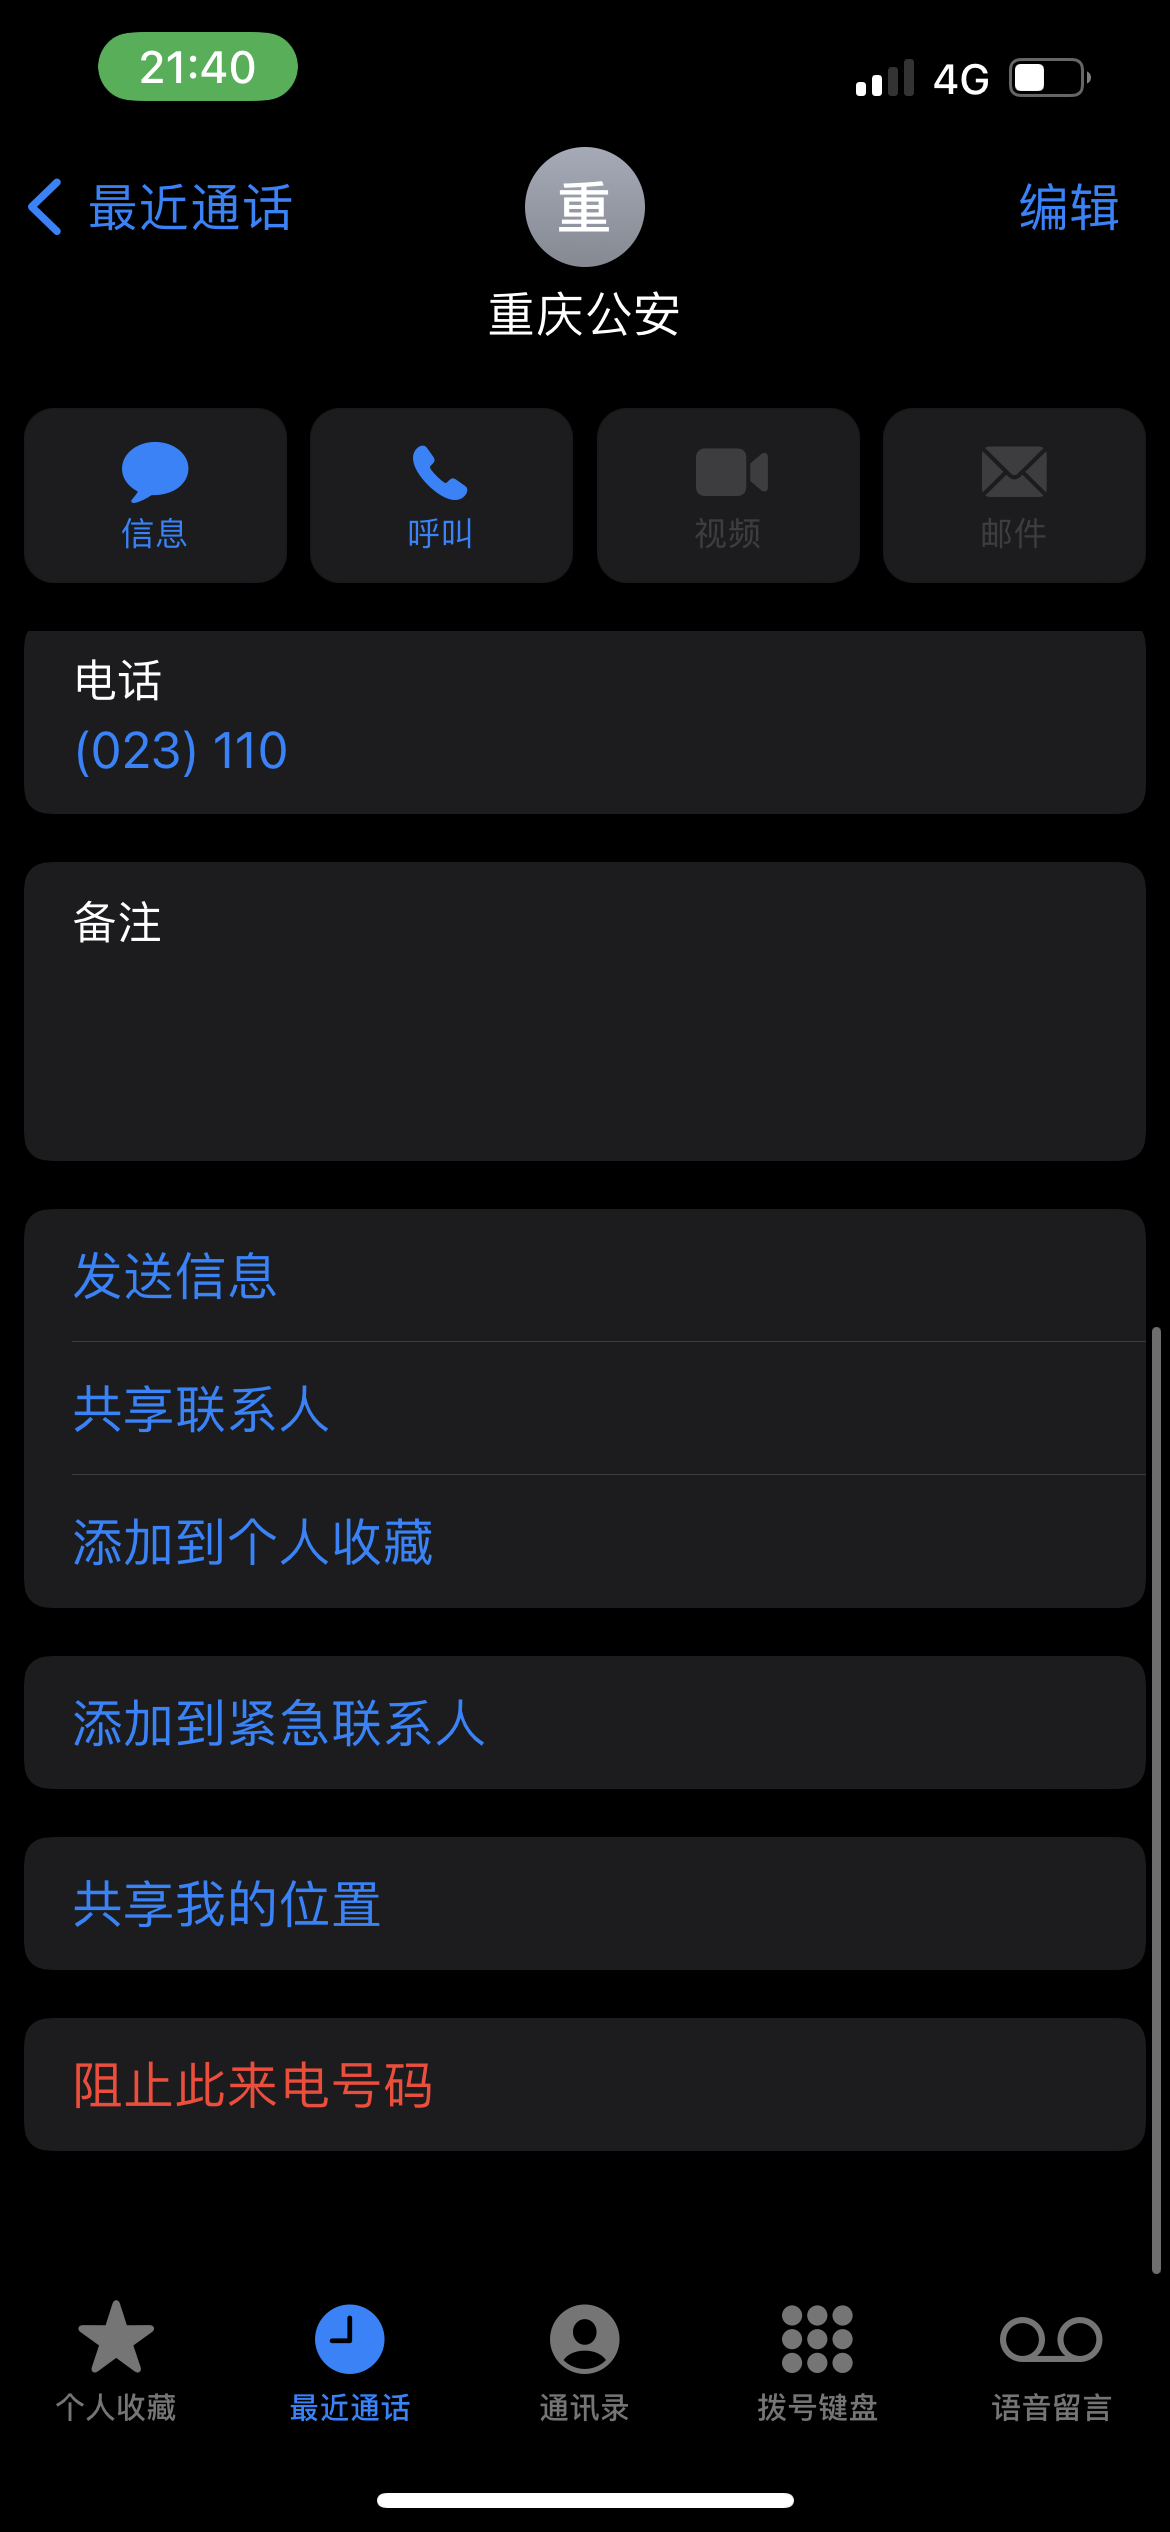 21:40
4G
最近通话
重
编辑
重庆公安
信息
呼叫
视频
邮件
电话
(023) 110
备注
发送信息
共享联系人
添加到个人收藏
添加到紧急联系人
共享我的位置
阻止此来电号码
个人收藏
最近通话
通讯录
拨号键盘
语音留言